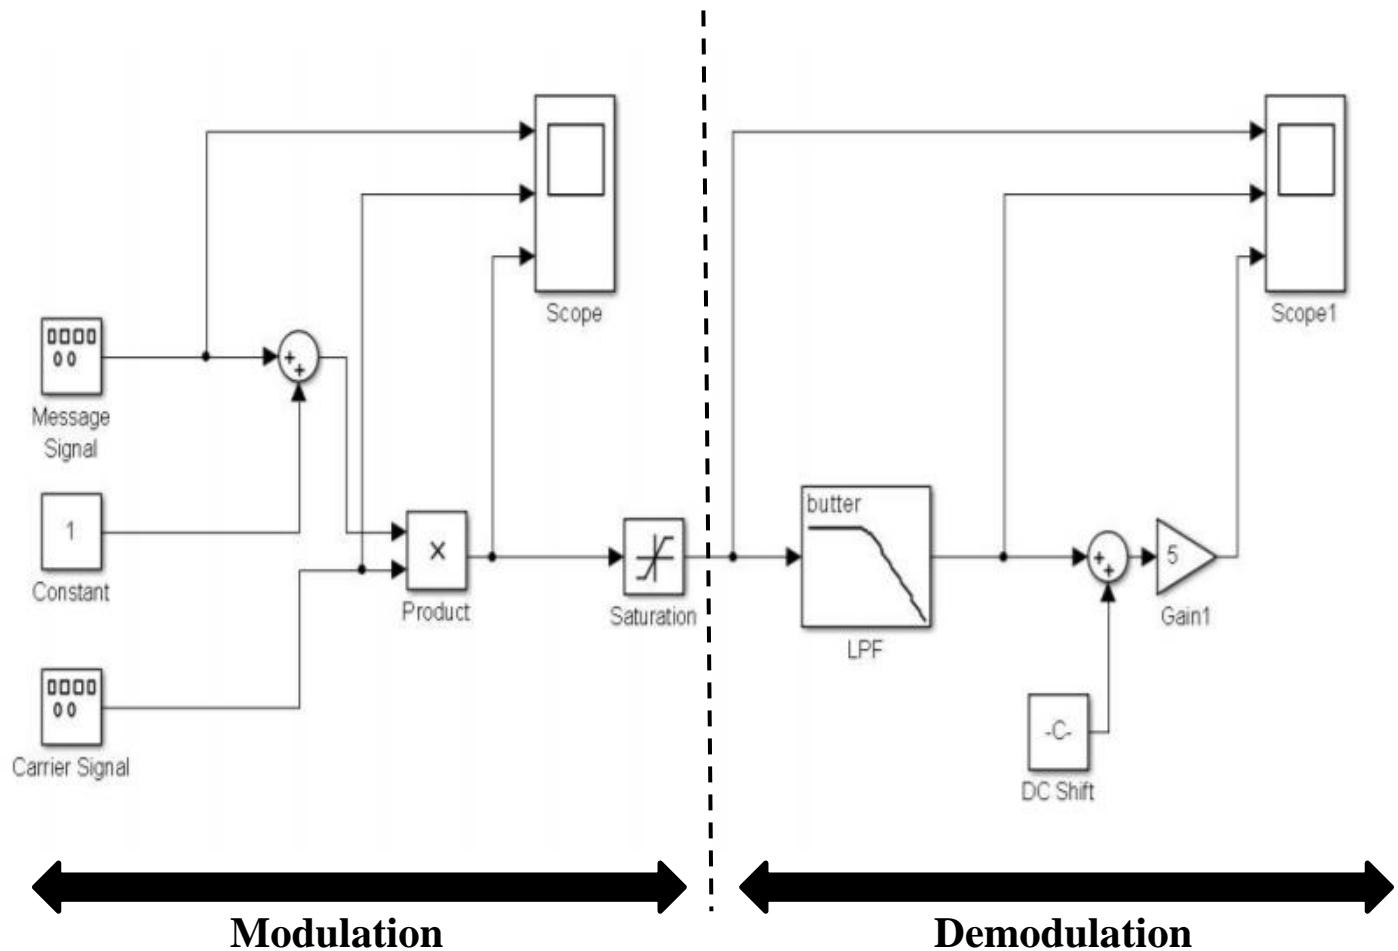 Scope
Scope1
Message
Signal
+
+
1
Constant
×
Product
Saturation
butter
LPF
+
+
5
Gain1
Carrier Signal
-C-
DC Shift
Modulation
Demodulation